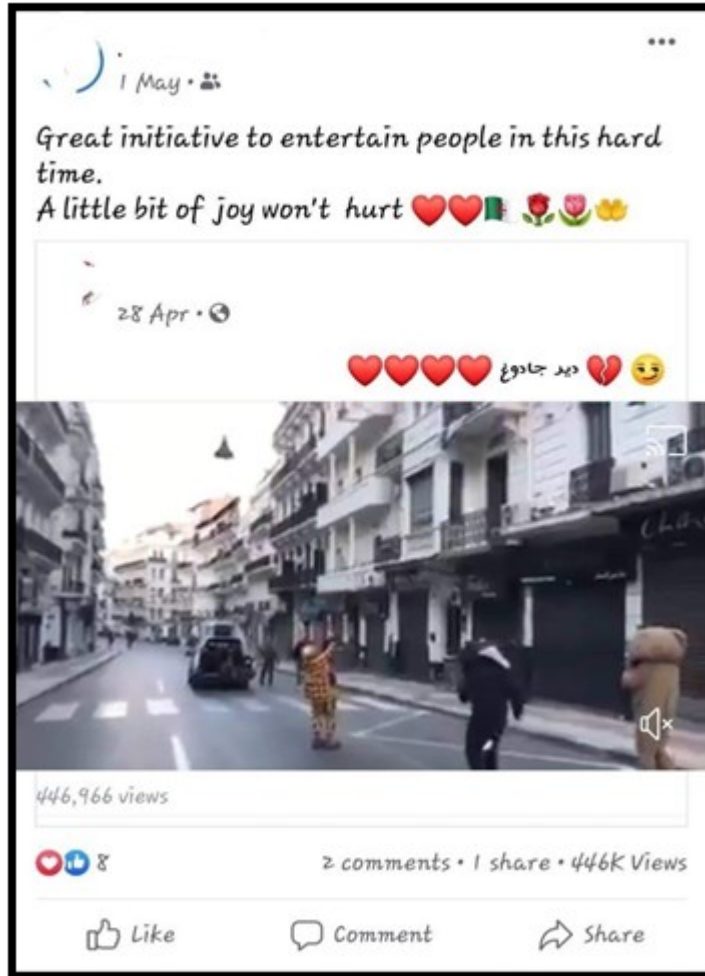 1 May
Great initiative to entertain people in this hard
time.
A little bit of joy won't hurt ❤️❤️🇩🇿🌹🌷🤲
28 Apr
😏 💔 دير جادوغ ❤️❤️❤️❤️
446,966 views
8
2 comments • 1 share • 446K Views
Like Comment Share